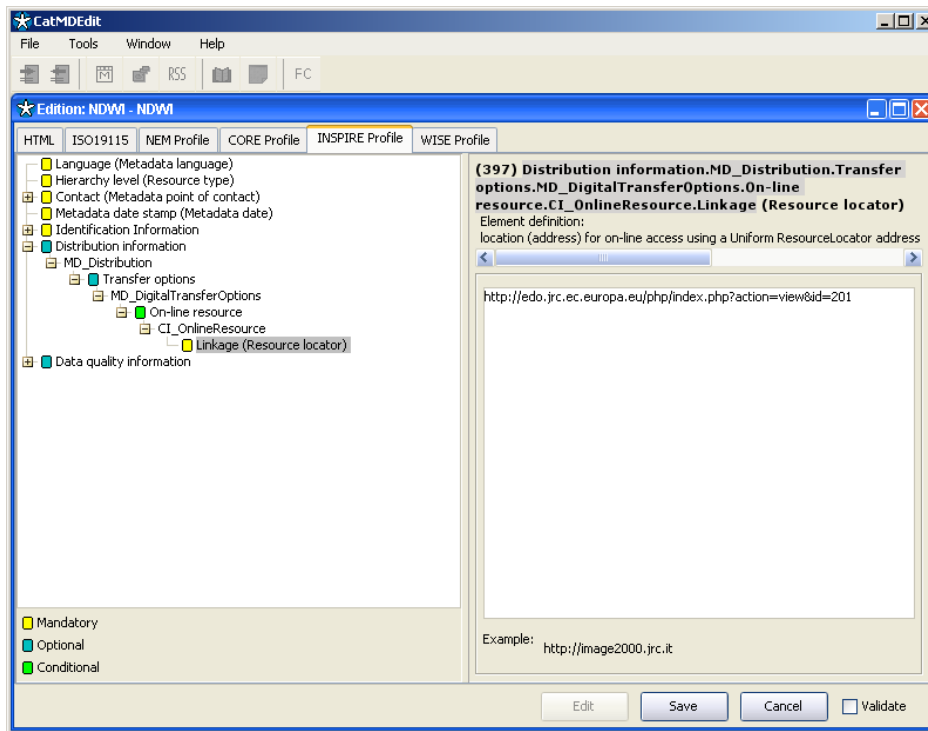 CatMDEdit
File Tools Window Help
M RSS FC
Edition: NDWI - NDWI
HTML ISO19115 NEM Profile CORE Profile INSPIRE Profile WISE Profile
Language (Metadata language)
Hierarchy level (Resource type)
Contact (Metadata point of contact)
Metadata date stamp (Metadata date)
Identification Information
Distribution information
MD_Distribution
Transfer options
MD_DigitalTransferOptions
On-line resource
CI_OnlineResource
Linkage (Resource locator)
Data quality information
Mandatory
Optional
Conditional
(397) Distribution information.MD_Distribution.Transfer
options.MD_DigitalTransferOptions.On-line
resource.CI_OnlineResource.Linkage (Resource locator)
Element definition:
location (address) for on-line access using a Uniform ResourceLocator address
http://edo.jrc.ec.europa.eu/php/index.php?action=view&id=201
Example: http://image2000.jrc.it
Edit Save Cancel Validate